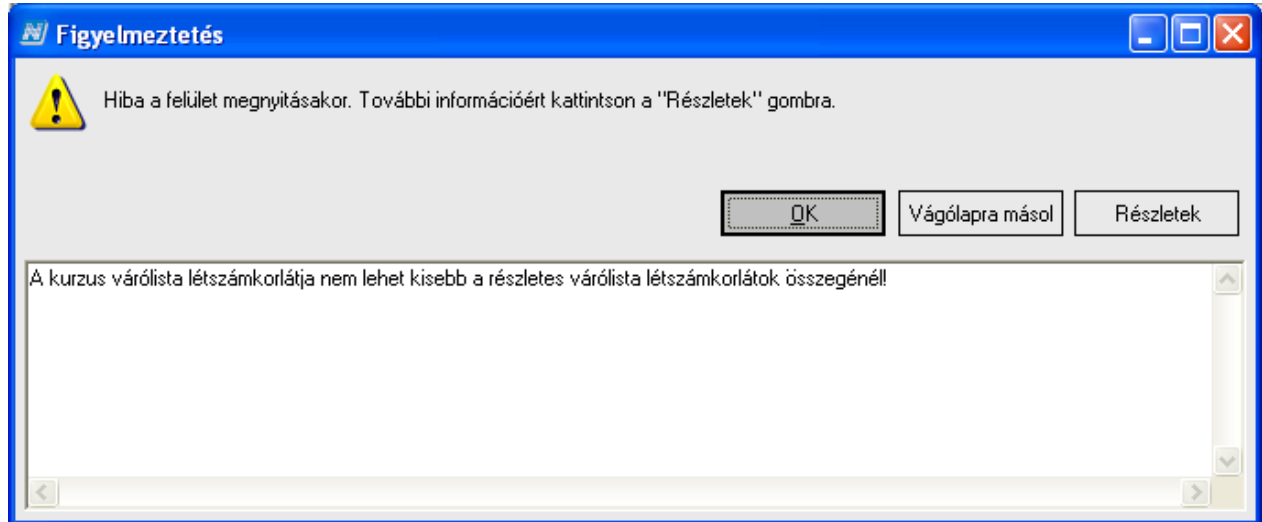 Figyelmeztetés
Hiba a felület megnyitásakor. További információért kattintson a "Részletek" gombra.
OK
Vágólapra másol
Részletek
A kurzus várólista létszámkorlátja nem lehet kisebb a részletes várólista létszámkorlátok összegénél!